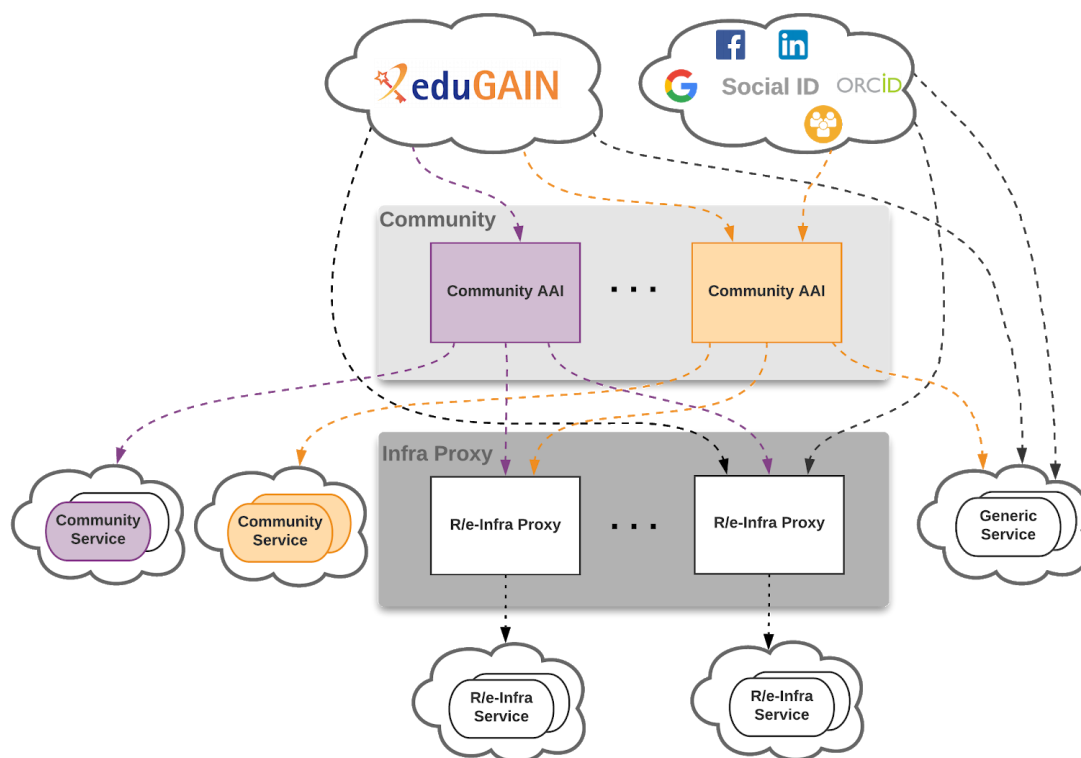 eduGAIN
f
in
G
Social ID
ORCiD
Community
Community AAI
. . .
Community AAI
Infra Proxy
R/e-Infra Proxy
. . .
R/e-Infra Proxy
Community
Service
Community
Service
Generic
Service
R/e-Infra
Service
R/e-Infra
Service